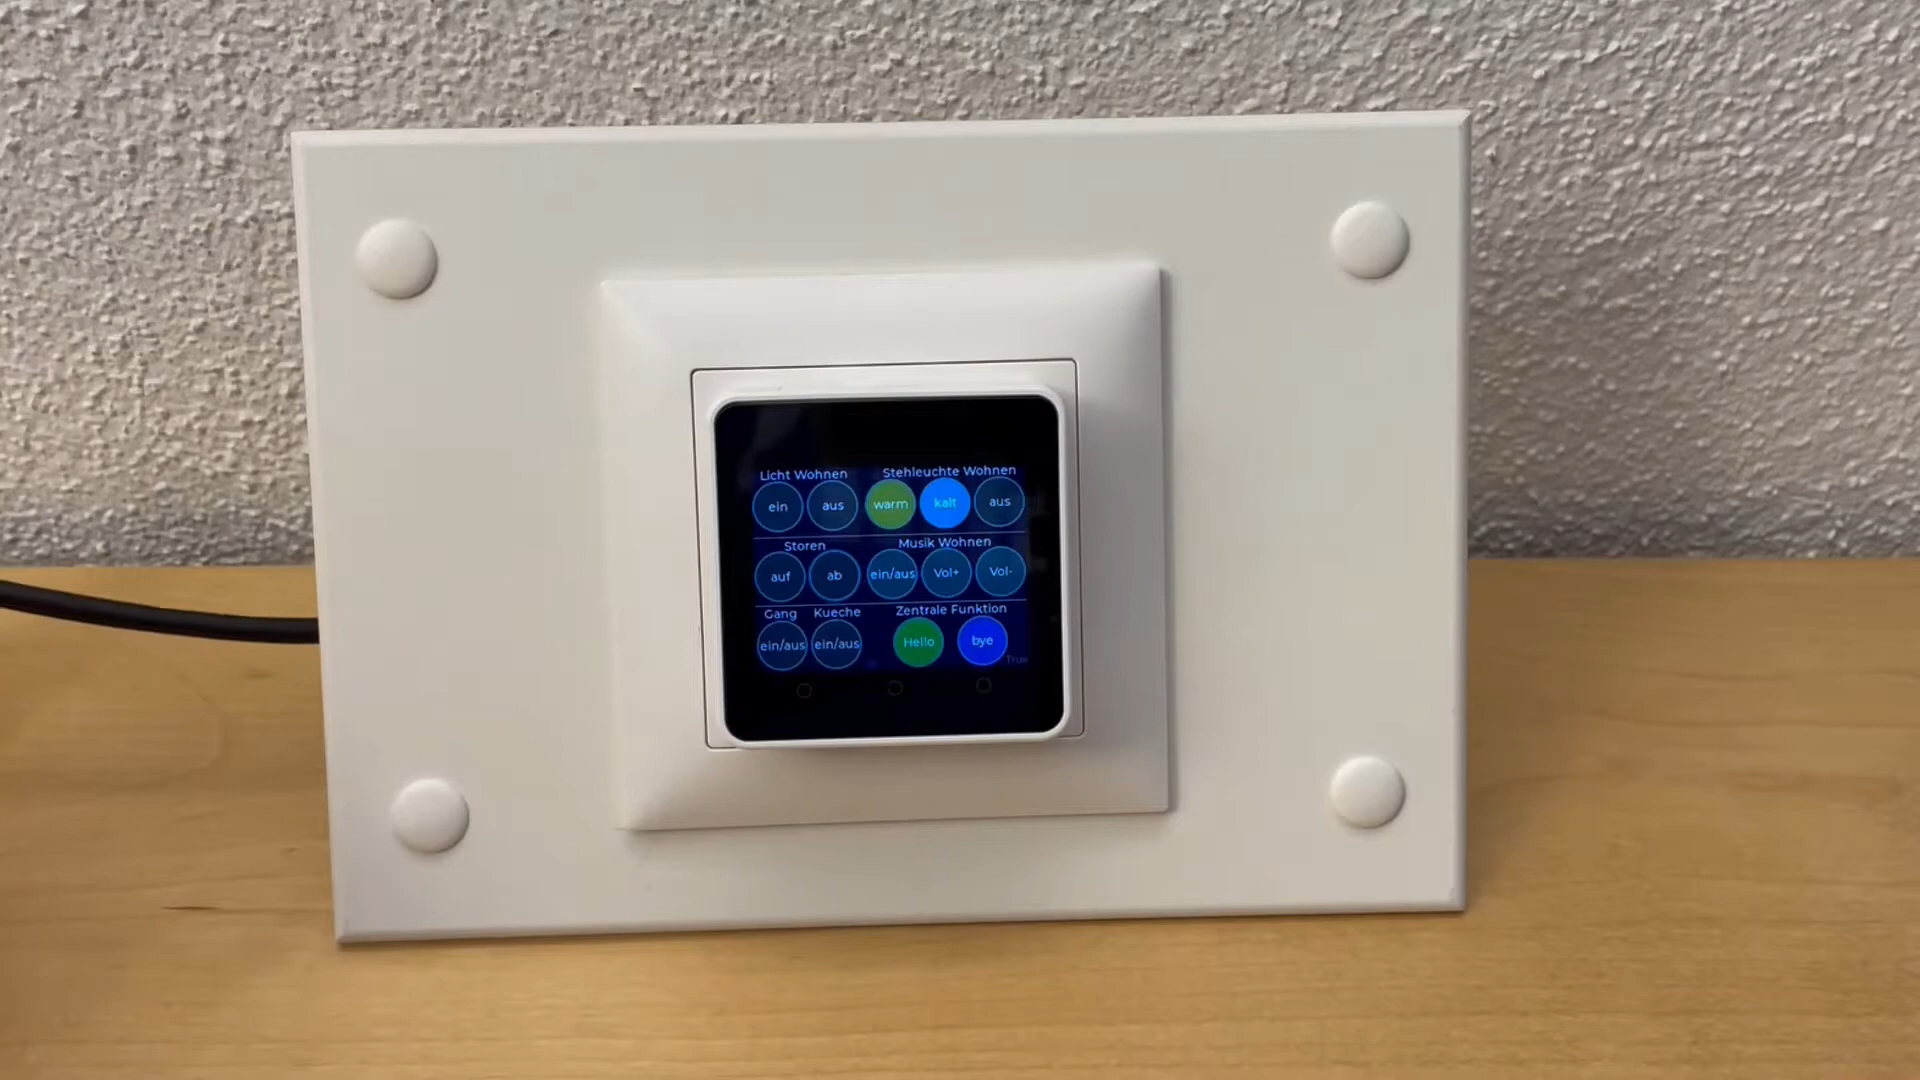 Licht Wohnen Stehleuchte Wohnen
ein aus warm kalt aus
Storen Musik Wohnen
auf ab ein/aus Vol+ Vol-
Gang Kueche Zentrale Funktion
ein/aus ein/aus Hello bye
True